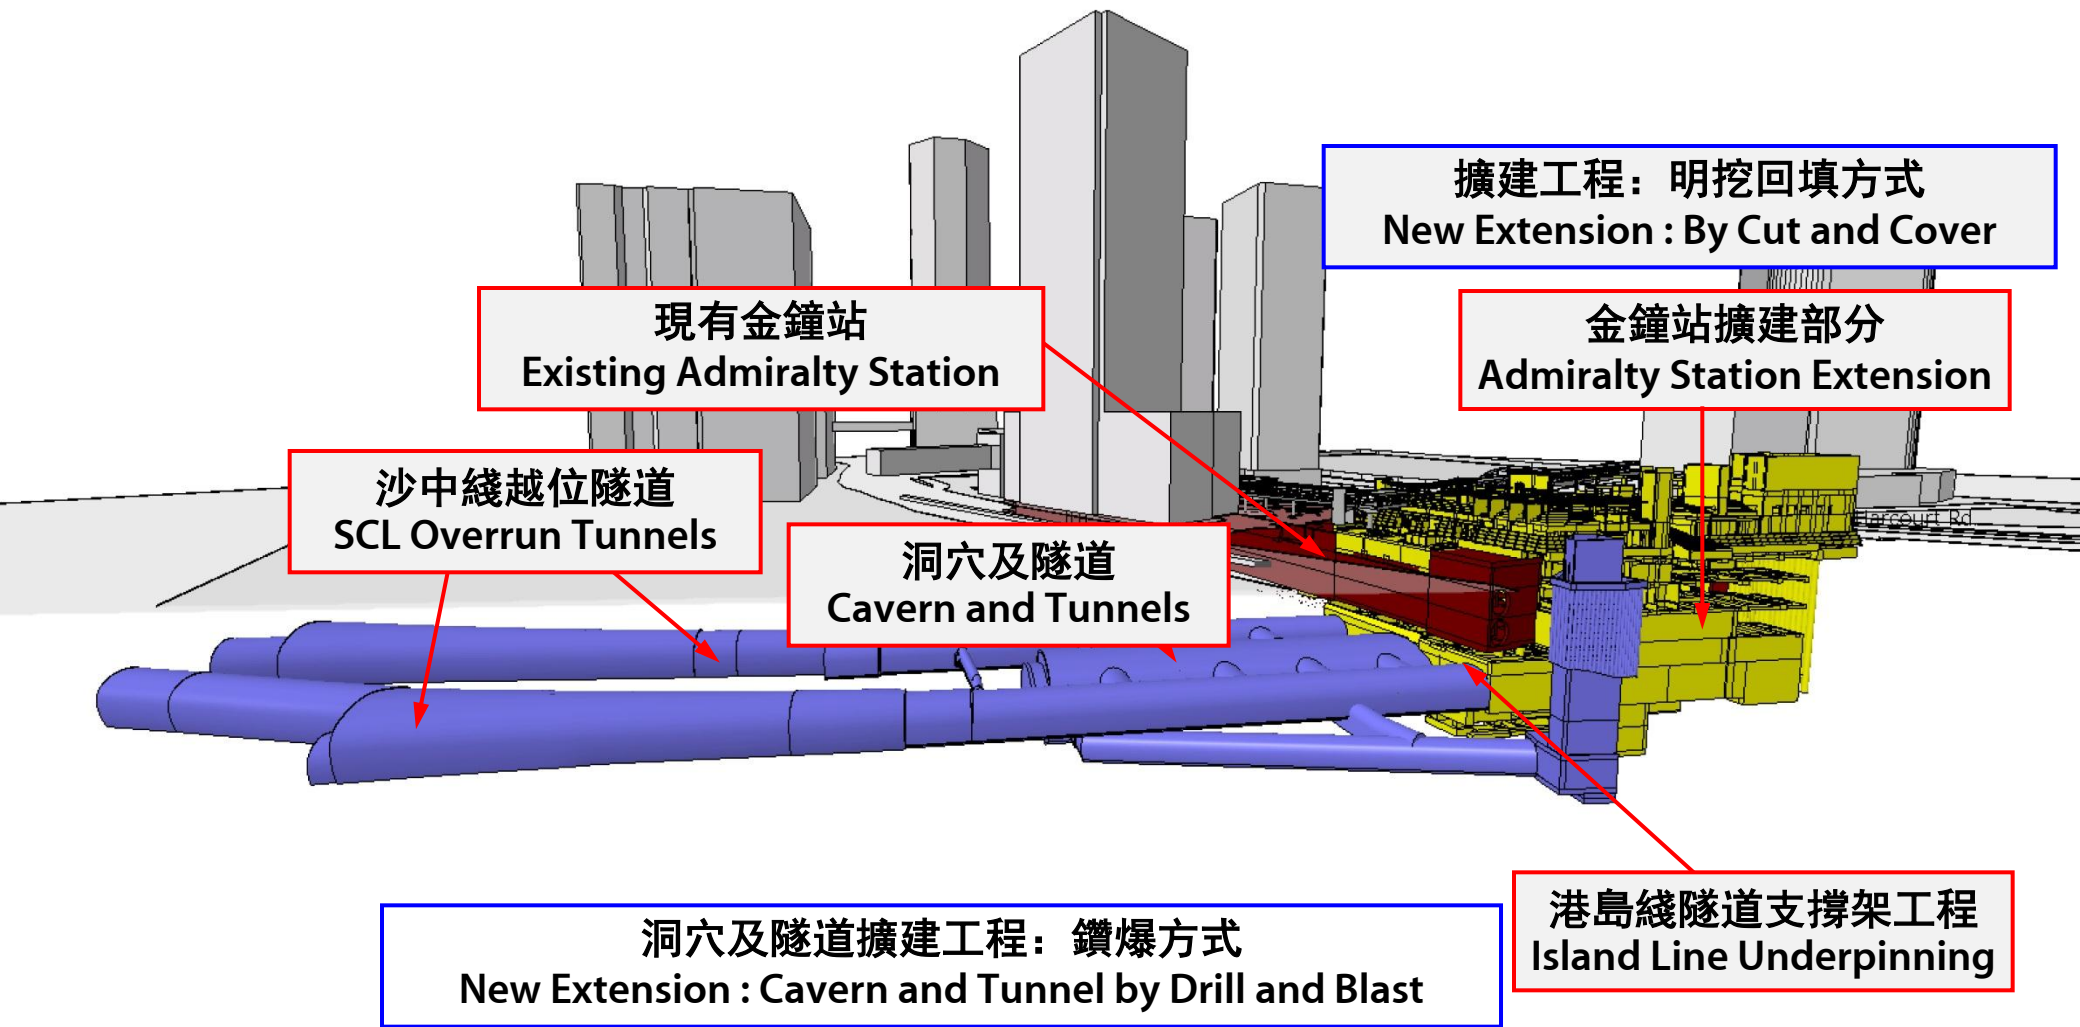 擴建工程：明挖回填方式
New Extension : By Cut and Cover
現有金鐘站
Existing Admiralty Station
金鐘站擴建部分
Admiralty Station Extension
沙中綫越位隧道
SCL Overrun Tunnels
洞穴及隧道
Cavern and Tunnels
Harcourt Rd
港島綫隧道支撐架工程
Island Line Underpinning
洞穴及隧道擴建工程：鑽爆方式
New Extension : Cavern and Tunnel by Drill and Blast